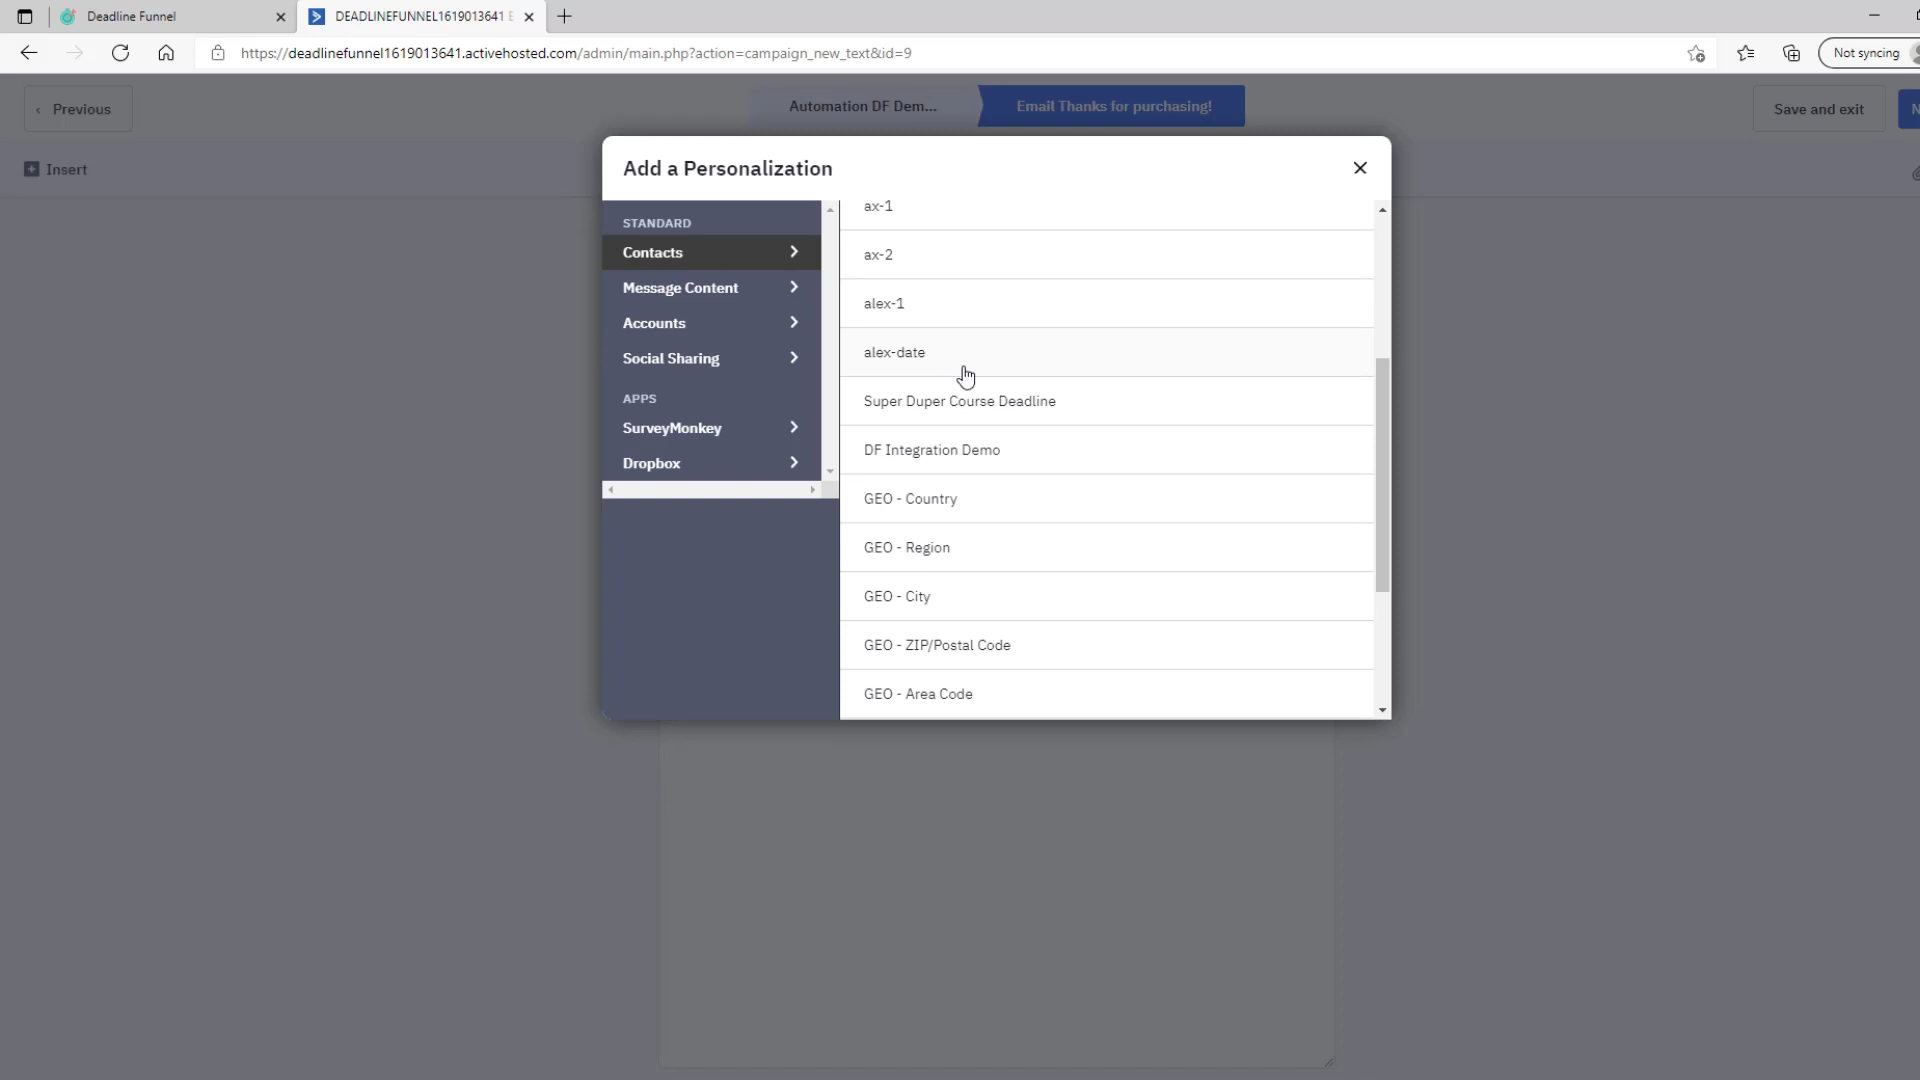 Deadline Funnel
DEADLINEFUNNEL1619013641 E
https://deadlinefunnel1619013641.activehosted.com/admin/main.php?action=campaign_new_text&id=9
Not syncing
Previous
Automation DF Dem...
Email Thanks for purchasing!
Save and exit
N
Insert
Add a Personalization
STANDARD
Contacts
Message Content
Accounts
Social Sharing
APPS
SurveyMonkey
Dropbox
ax-1
ax-2
alex-1
alex-date
Super Duper Course Deadline
DF Integration Demo
GEO - Country
GEO - Region
GEO - City
GEO - ZIP/Postal Code
GEO - Area Code